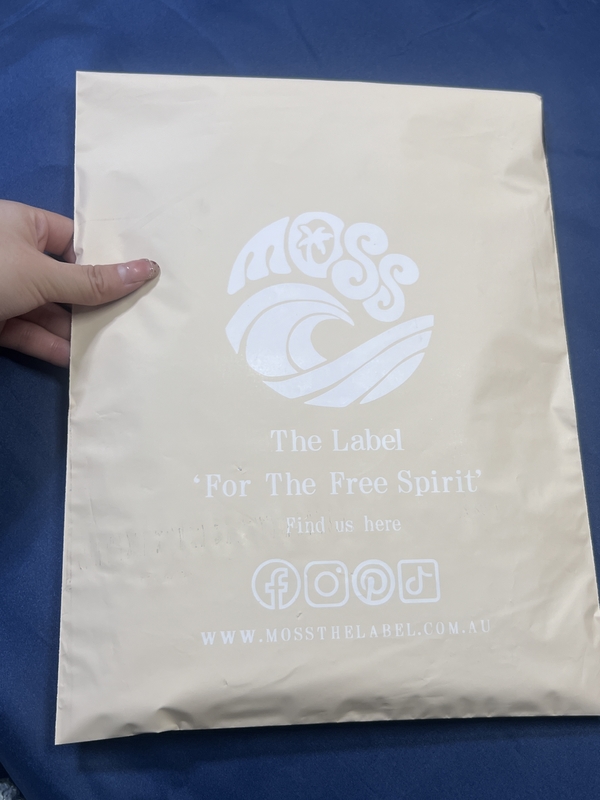 MOSS
The Label
‘For The Free Spirit’
Find us here
WWW.MOSSTHELABEL.COM.AU